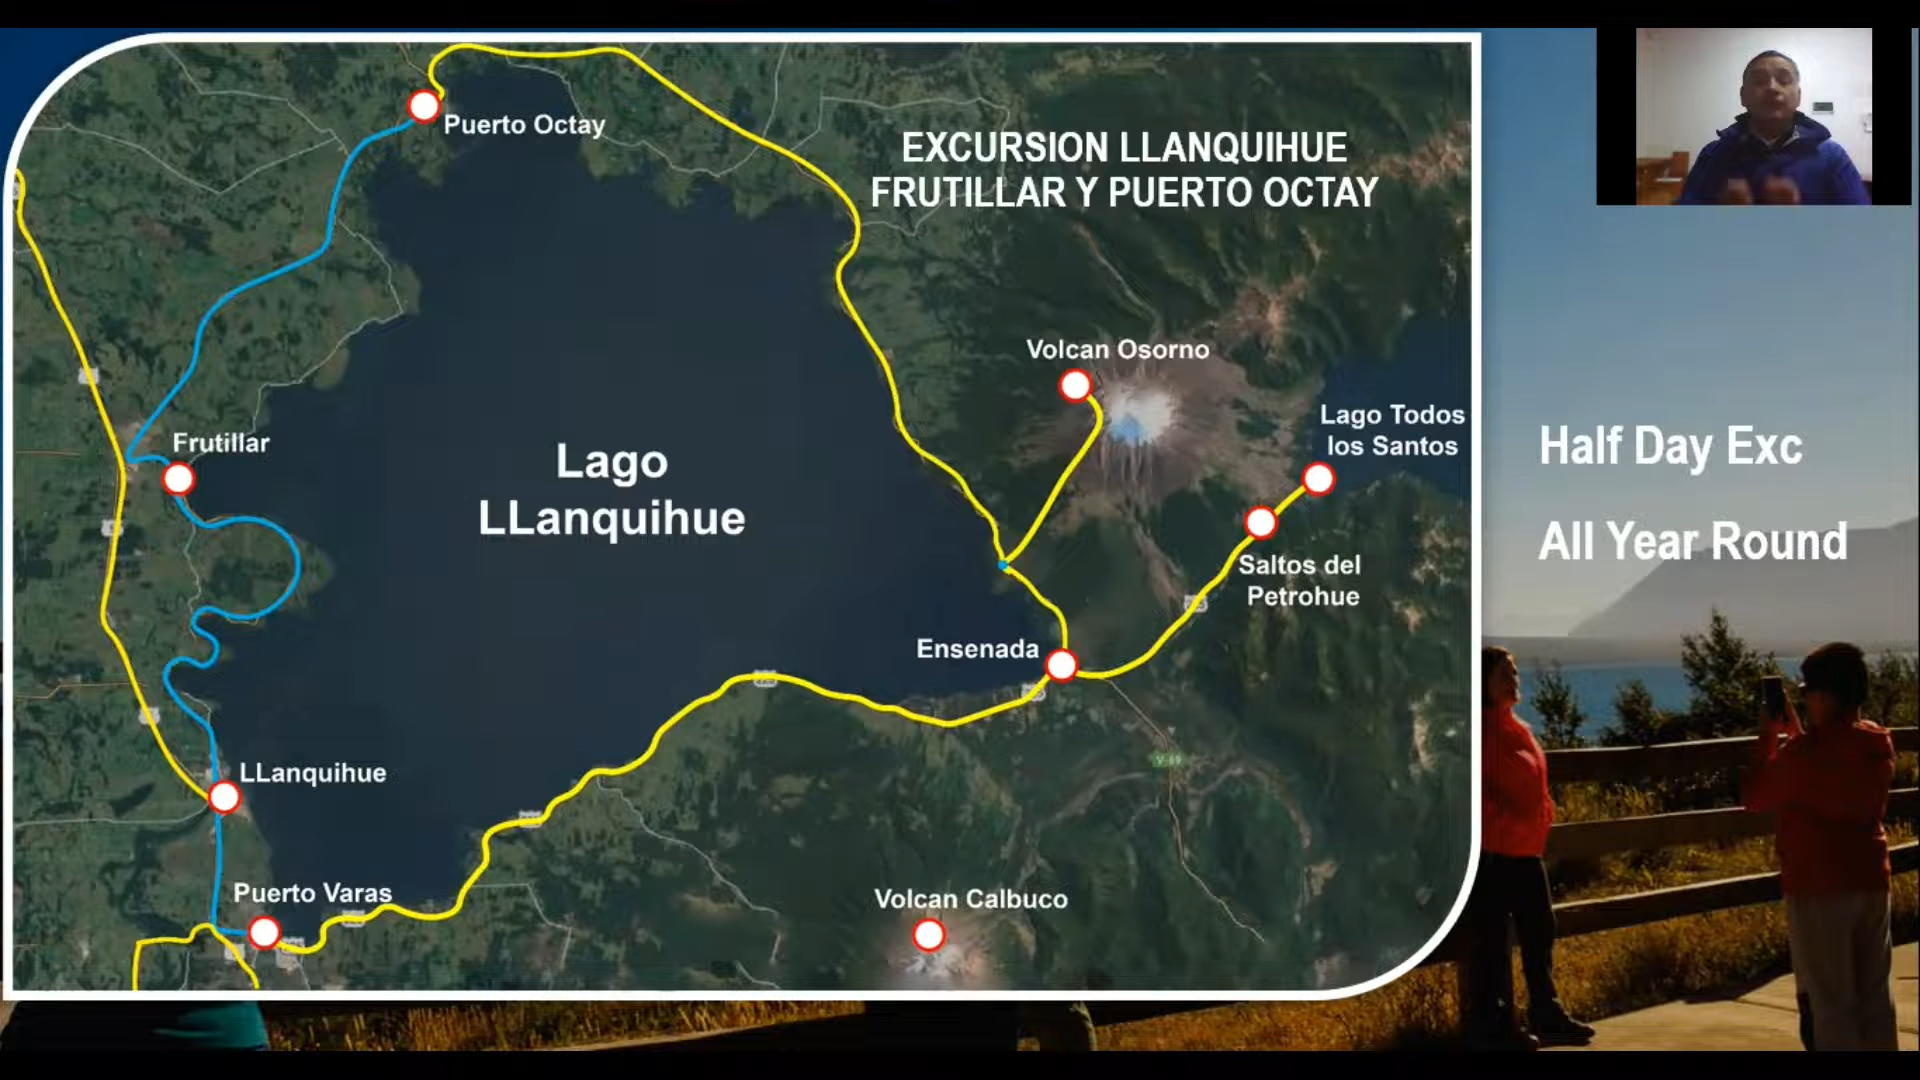 Puerto Octay
EXCURSION LLANQUIHUE
FRUTILLAR Y PUERTO OCTAY
Volcan Osorno
Lago Todos
los Santos
Frutillar
Lago
LLanquihue
Half Day Exc
All Year Round
Saltos del
Petrohue
Ensenada
LLanquihue
V-69
Puerto Varas
Volcan Calbuco